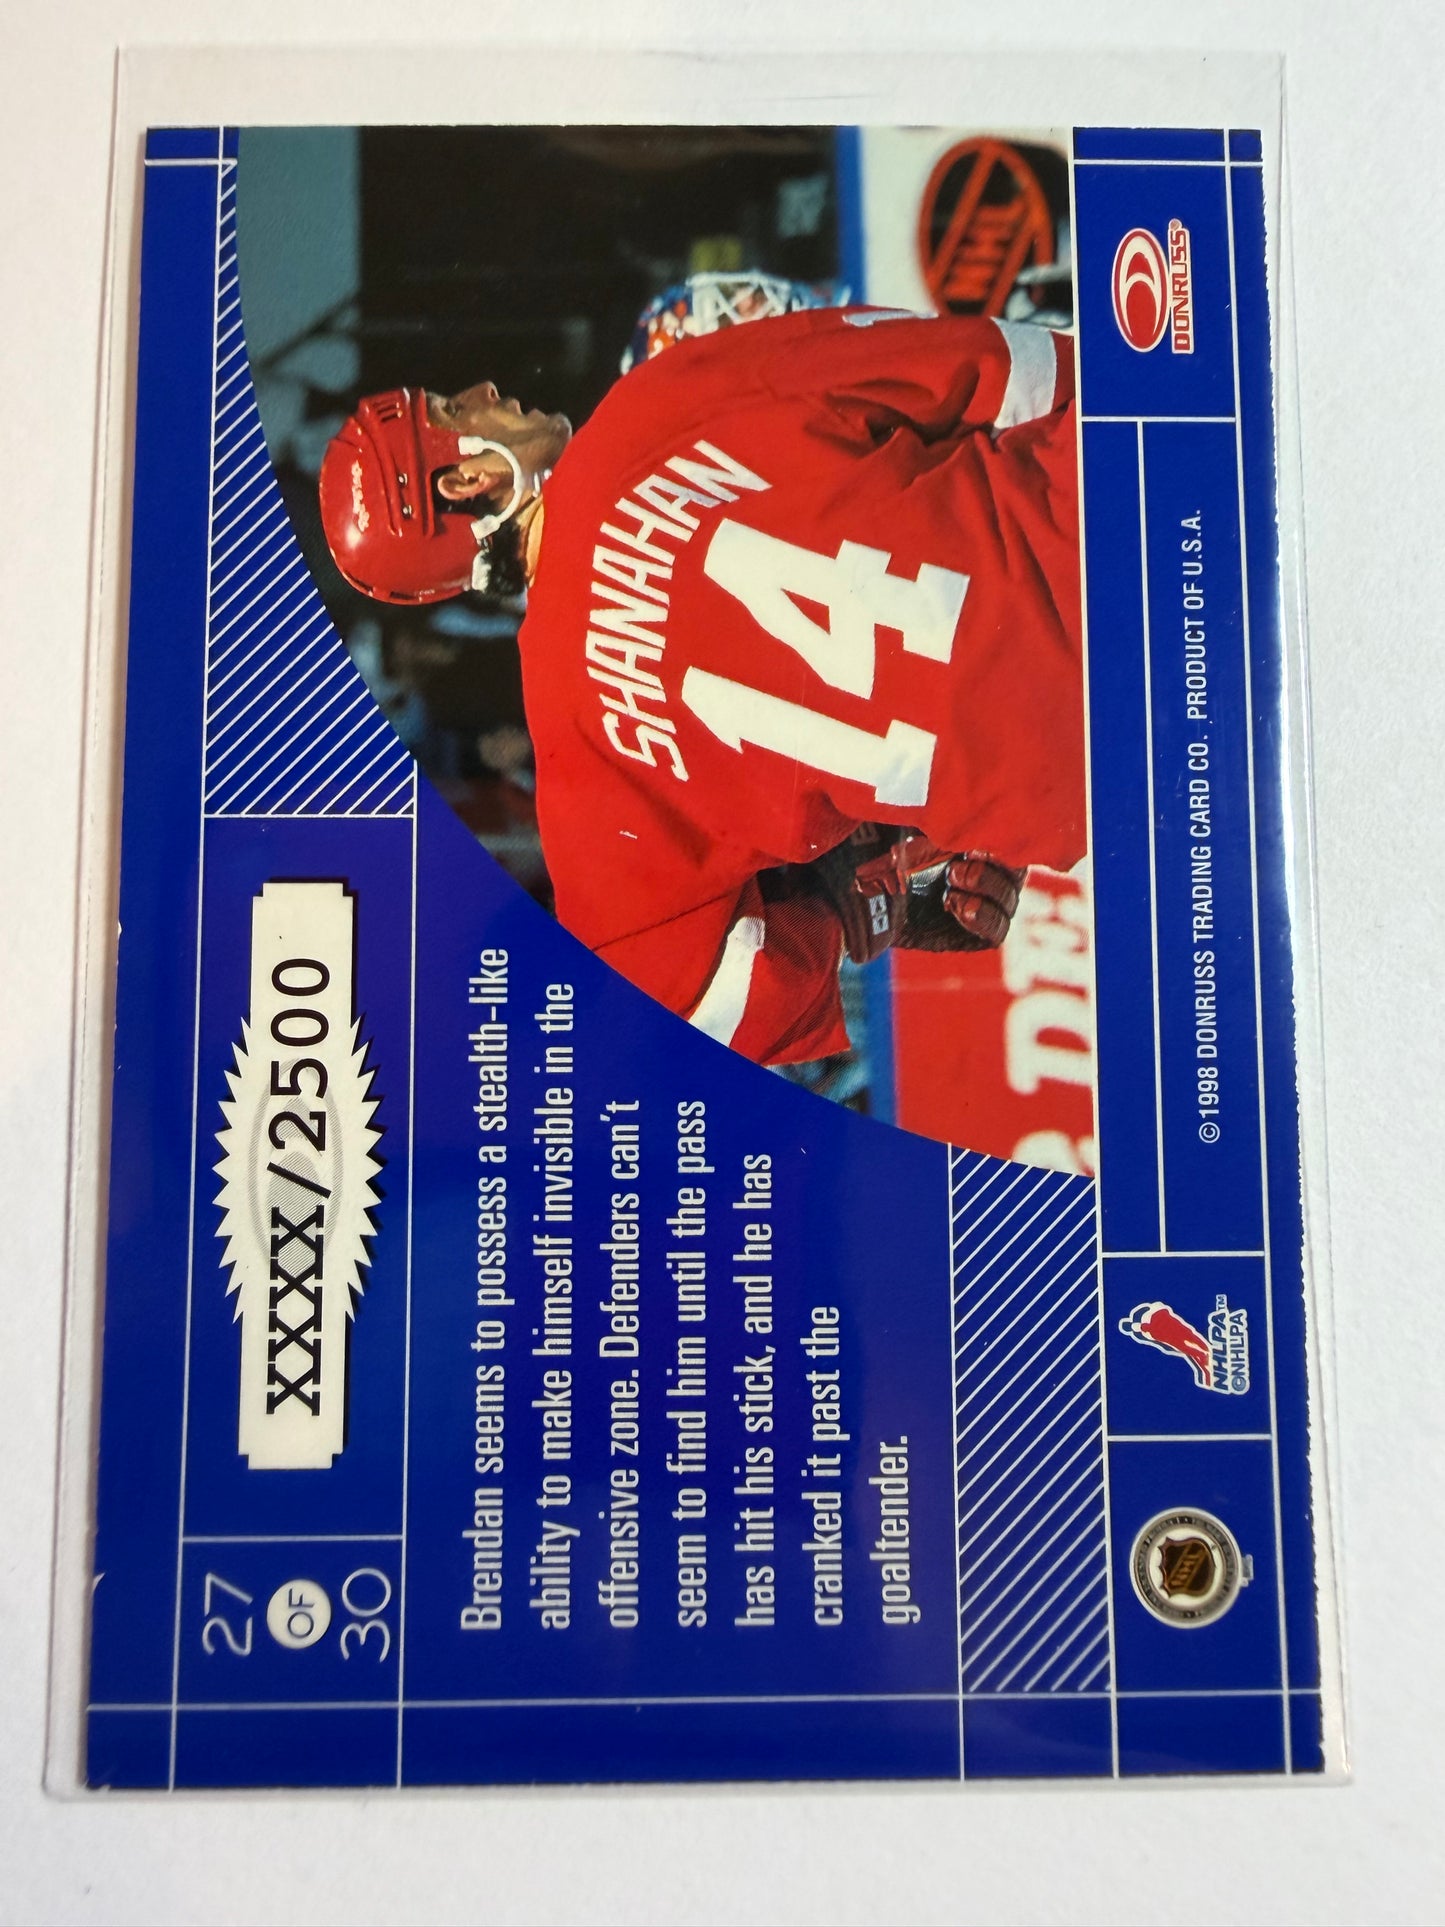 27
OF
30
XXXX/2500
Brendan seems to possess a stealth-like
ability to make himself invisible in the
offensive zone. Defenders can't
seem to find him until the pass
has hit his stick, and he has
cranked it past the
goaltender.
SHANAHAN
14
NHL
DONRUSS®
©1998 DONRUSS TRADING CARD CO. PRODUCT OF U.S.A.
NHLPA™
©NHLPA
NHL